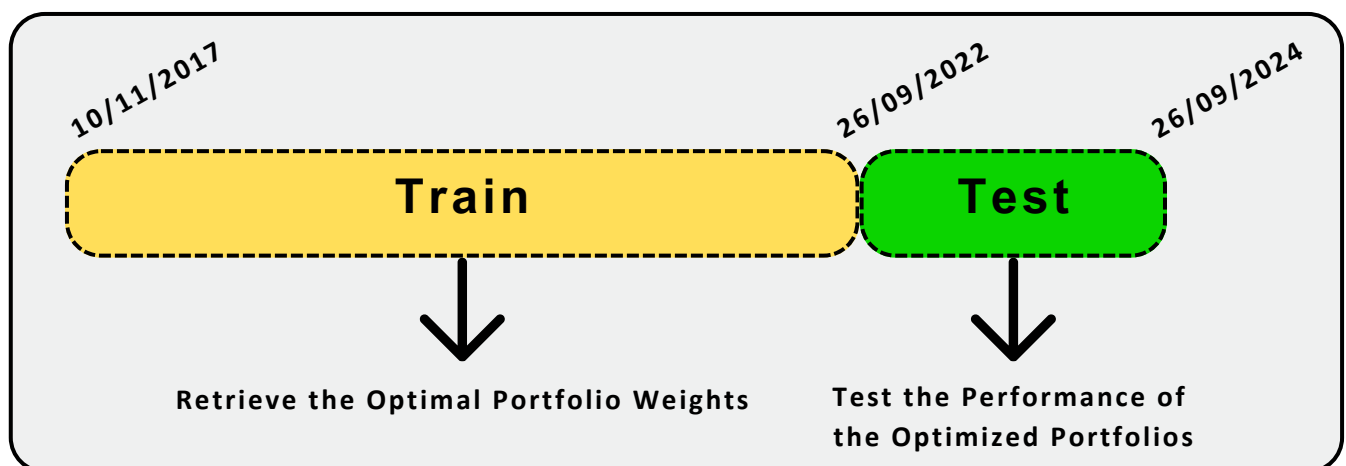 10/11/2017
26/09/2022
26/09/2024
Train
Test
Retrieve the Optimal Portfolio Weights
Test the Performance of
the Optimized Portfolios